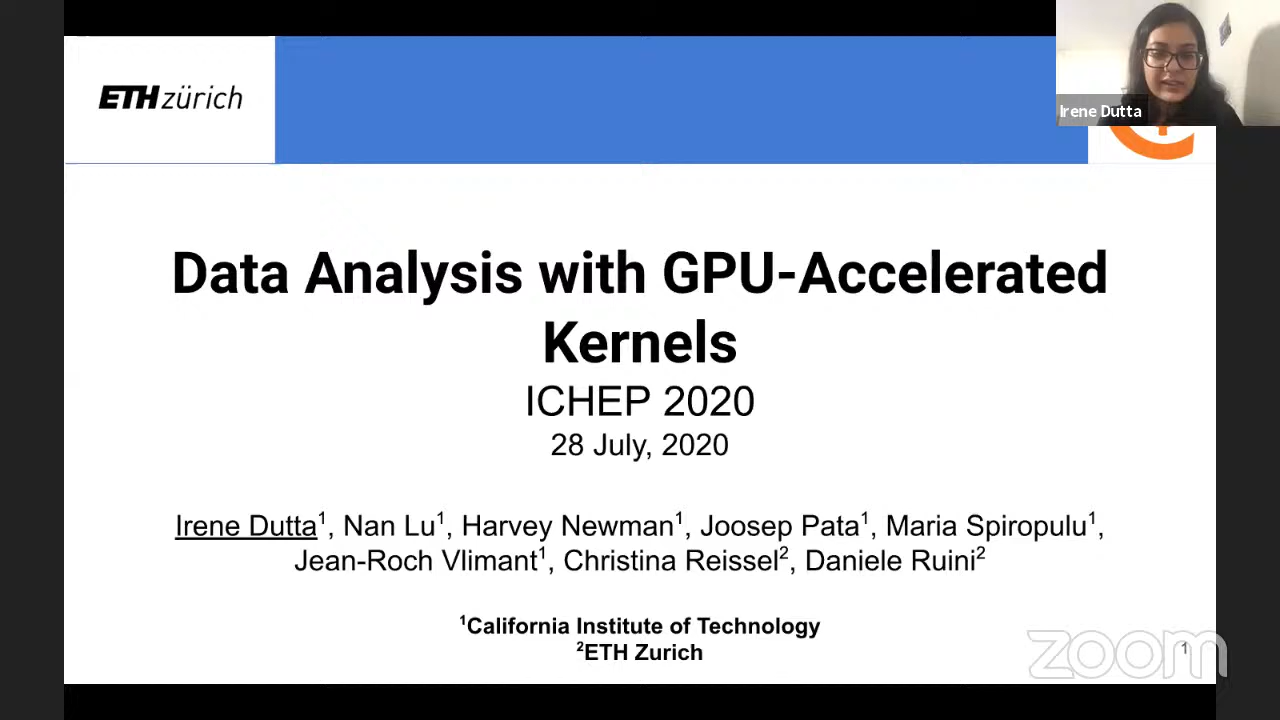 ETH zürich
Irene Dutta
Data Analysis with GPU-Accelerated
Kernels
ICHEP 2020
28 July, 2020
Irene Dutta¹, Nan Lu¹, Harvey Newman¹, Joosep Pata¹, Maria Spiropulu¹,
Jean-Roch Vlimant¹, Christina Reissel², Daniele Ruini²
¹California Institute of Technology
²ETH Zurich
zoom
1